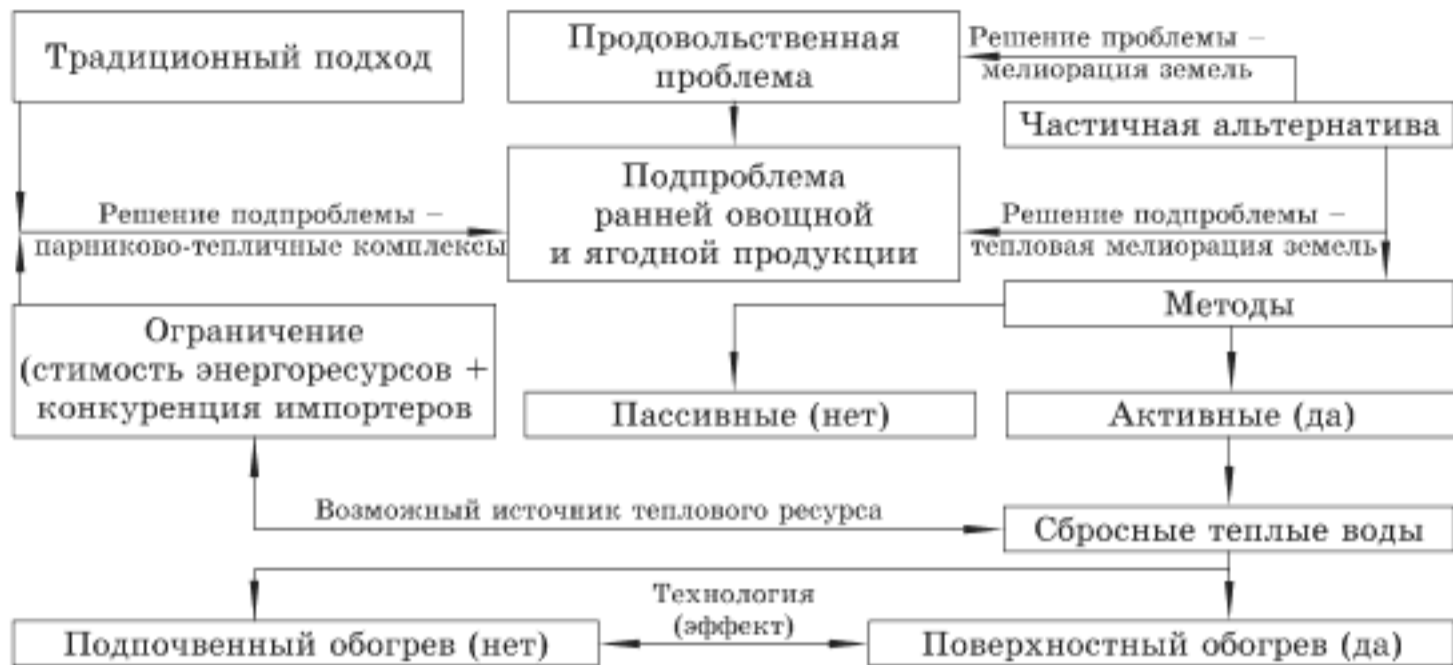 Традиционный подход
Продовольственная
проблема
Решение проблемы –
мелиорация земель
Частичная альтернатива
Подпроблема
ранней овощной
и ягодной продукции
Решение подпроблемы –
парниково-тепличные комплексы
Решение подпроблемы –
тепловая мелиорация земель
Ограничение
(стимость энергоресурсов +
конкуренция импортеров
Методы
Пассивные (нет)
Активные (да)
Возможный источник теплового ресурса
Сбросные теплые воды
Технология
(эффект)
Подпочвенный обогрев (нет)
Поверхностный обогрев (да)